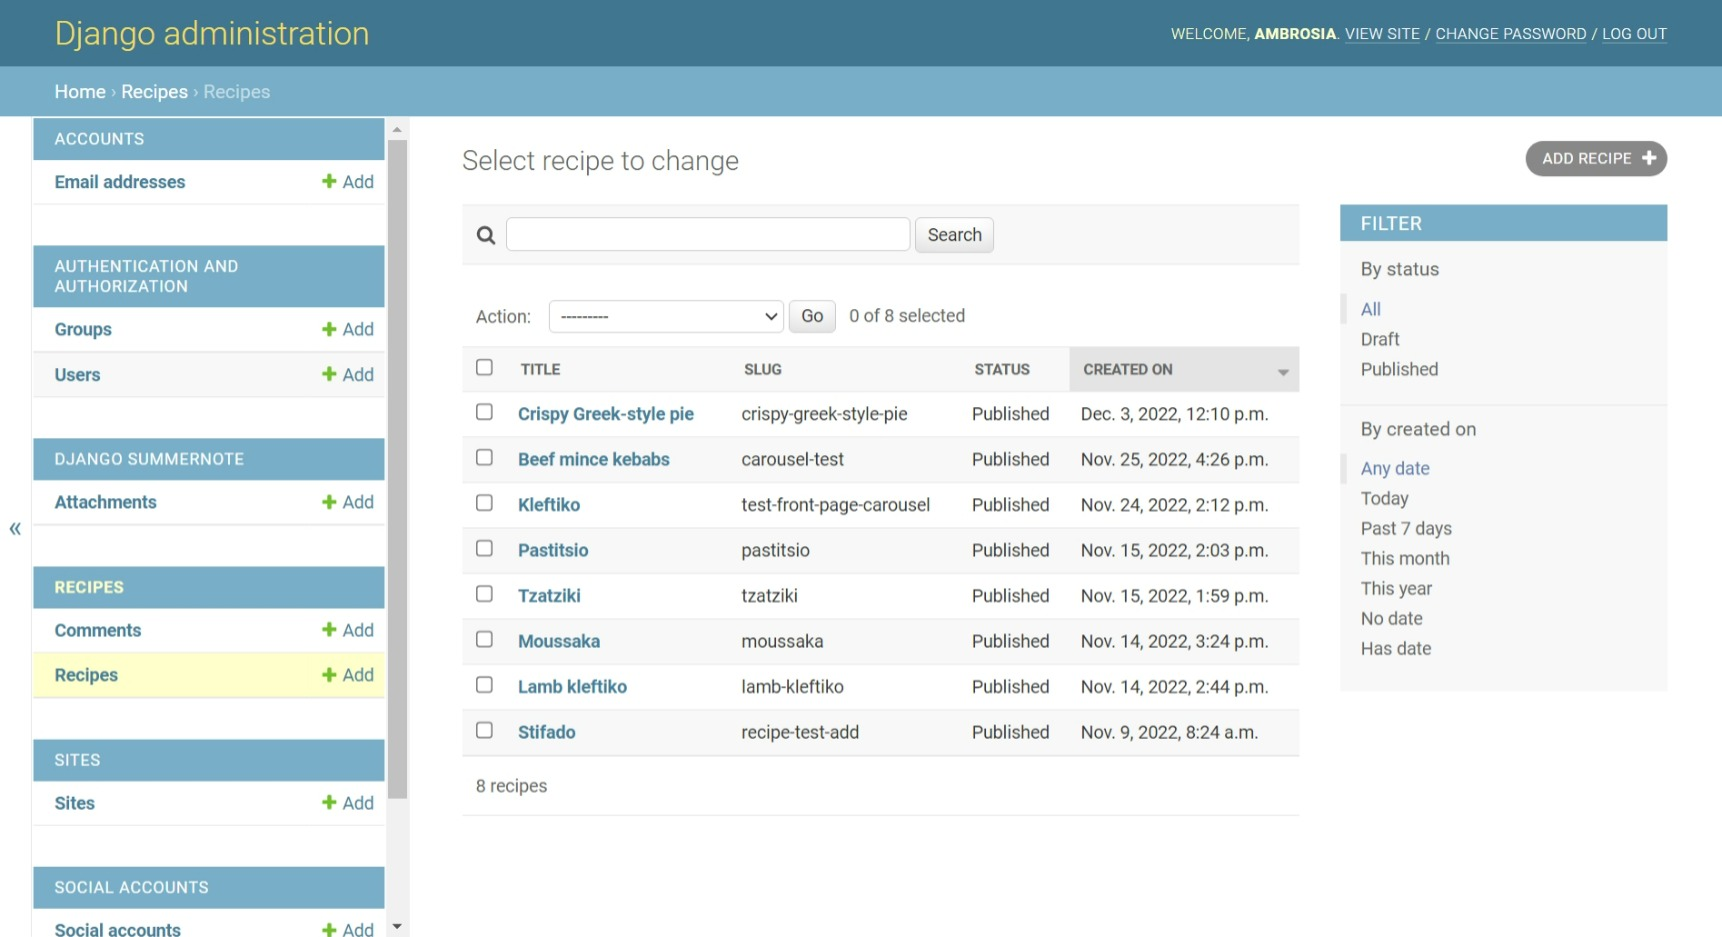 Django administration
WELCOME, AMBROSIA. VIEW SITE / CHANGE PASSWORD / LOG OUT
Home › Recipes › Recipes
ACCOUNTS
Email addresses + Add
AUTHENTICATION AND
AUTHORIZATION
Groups + Add
Users + Add
DJANGO SUMMERNOTE
Attachments + Add
«
RECIPES
Comments + Add
Recipes + Add
SITES
Sites + Add
SOCIAL ACCOUNTS
Social accounts + Add
Select recipe to change
ADD RECIPE +
Search
Action: --------- Go 0 of 8 selected
TITLE SLUG STATUS CREATED ON
Crispy Greek-style pie crispy-greek-style-pie Published Dec. 3, 2022, 12:10 p.m.
Beef mince kebabs carousel-test Published Nov. 25, 2022, 4:26 p.m.
Kleftiko test-front-page-carousel Published Nov. 24, 2022, 2:12 p.m.
Pastitsio pastitsio Published Nov. 15, 2022, 2:03 p.m.
Tzatziki tzatziki Published Nov. 15, 2022, 1:59 p.m.
Moussaka moussaka Published Nov. 14, 2022, 3:24 p.m.
Lamb kleftiko lamb-kleftiko Published Nov. 14, 2022, 2:44 p.m.
Stifado recipe-test-add Published Nov. 9, 2022, 8:24 a.m.
8 recipes
FILTER
By status
All
Draft
Published
By created on
Any date
Today
Past 7 days
This month
This year
No date
Has date